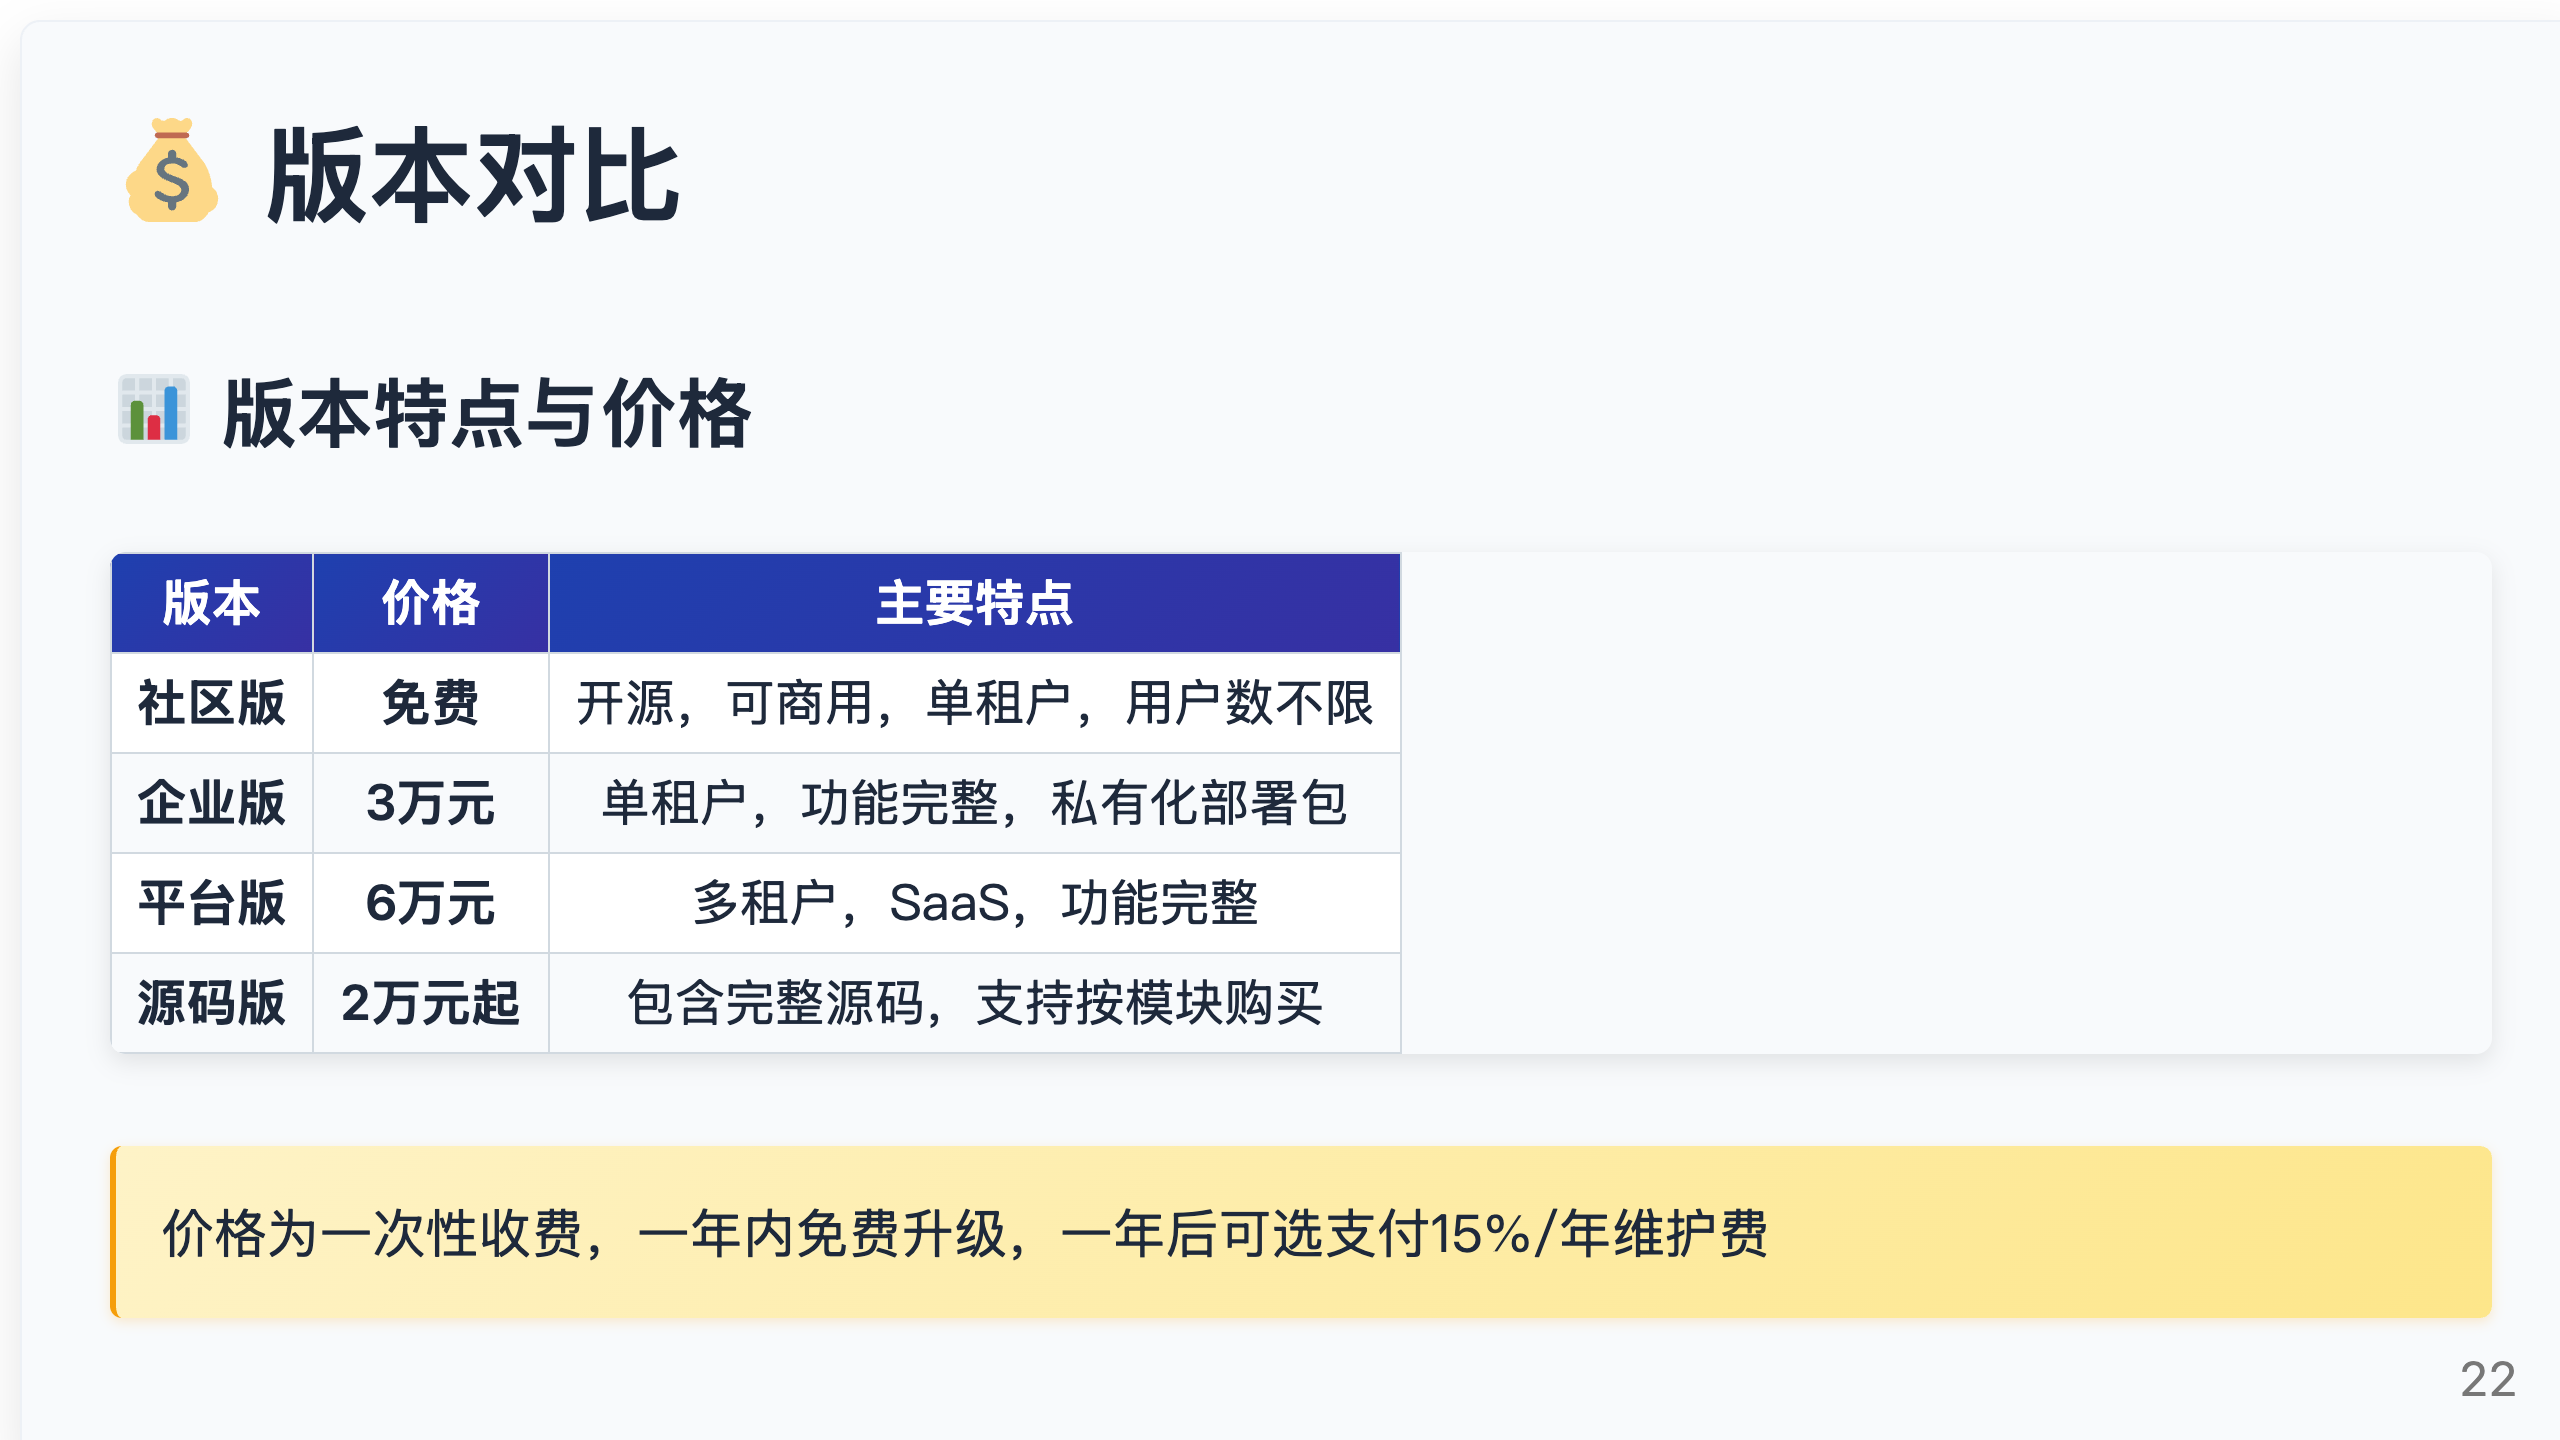 版本对比
版本特点与价格
版本 价格 主要特点
社区版 免费 开源，可商用，单租户，用户数不限
企业版 3万元 单租户，功能完整，私有化部署包
平台版 6万元 多租户，SaaS，功能完整
源码版 2万元起 包含完整源码，支持按模块购买
价格为一次性收费，一年内免费升级，一年后可选支付15%/年维护费
22